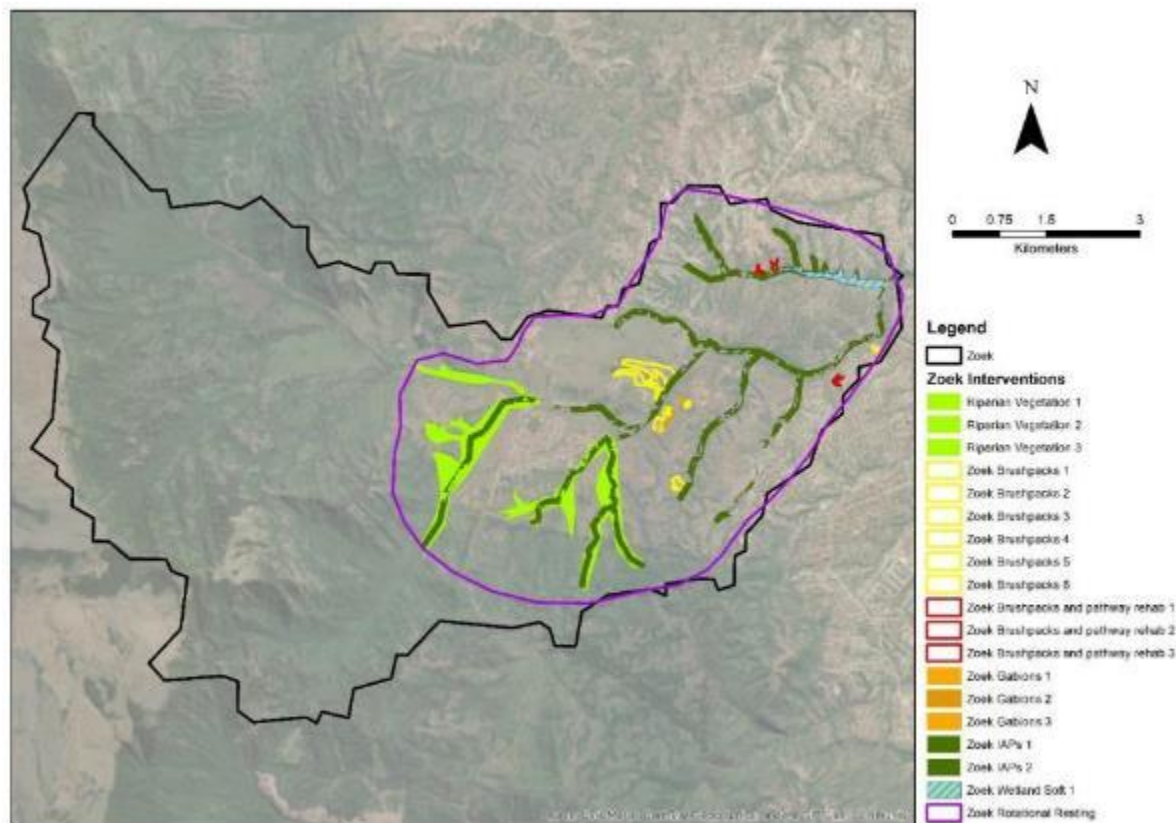 N
0 0.75 1.5 3
Kilometers
Legend
Zoek
Zoek Interventions
Riparian Vegetation 1
Riparian Vegetation 2
Riparian Vegetation 3
Zoek Brushpacks 1
Zoek Brushpacks 2
Zoek Brushpacks 3
Zoek Brushpacks 4
Zoek Brushpacks 5
Zoek Brushpacks 6
Zoek Brushpacks and pathway rehab 1
Zoek Brushpacks and pathway rehab 2
Zoek Brushpacks and pathway rehab 3
Zoek Gabions 1
Zoek Gabions 2
Zoek Gabions 3
Zoek IAPs 1
Zoek IAPs 2
Zoek Wetland Soft 1
Zoek Rotational Resting